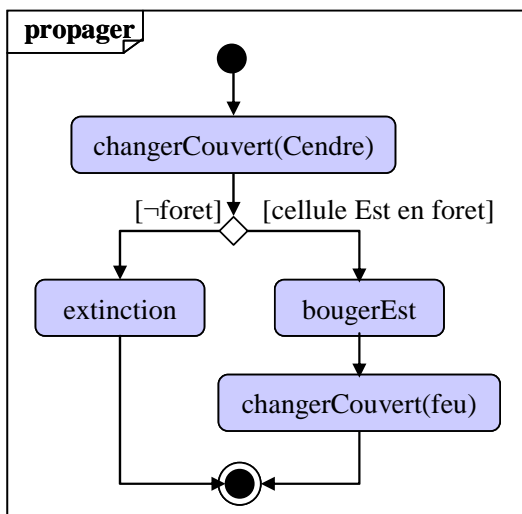 propager
changerCouvert(Cendre)
[¬foret] [cellule Est en foret]
extinction bougerEst
changerCouvert(feu)